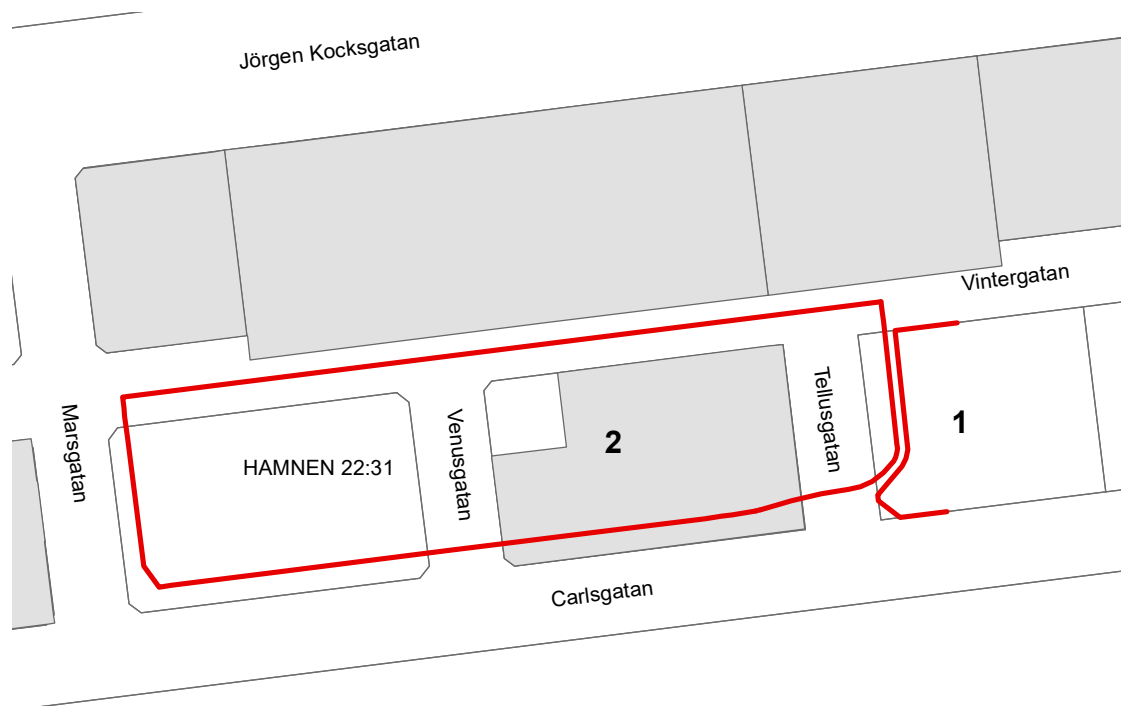 Jörgen Kocksgatan
Vintergatan
Marsgatan
HAMNEN 22:31
Venusgatan
2
Tellusgatan
1
Carlsgatan